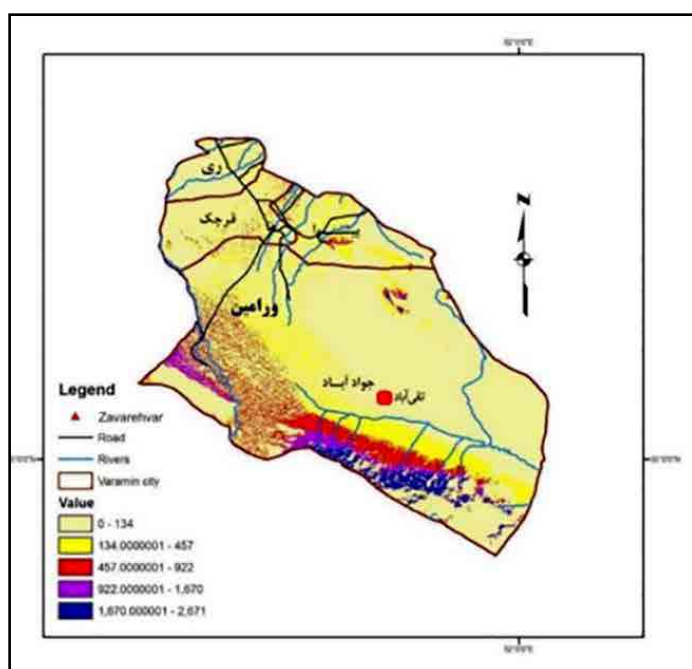 ری
قرچک
ورامین
جواد آباد
تقی‌آباد
N
Legend
Zavarehvar
Road
Rivers
Varamin city
Value
0 - 134
134.0000001 - 457
457.0000001 - 922
922.0000001 - 1,670
1,670.000001 - 2,671